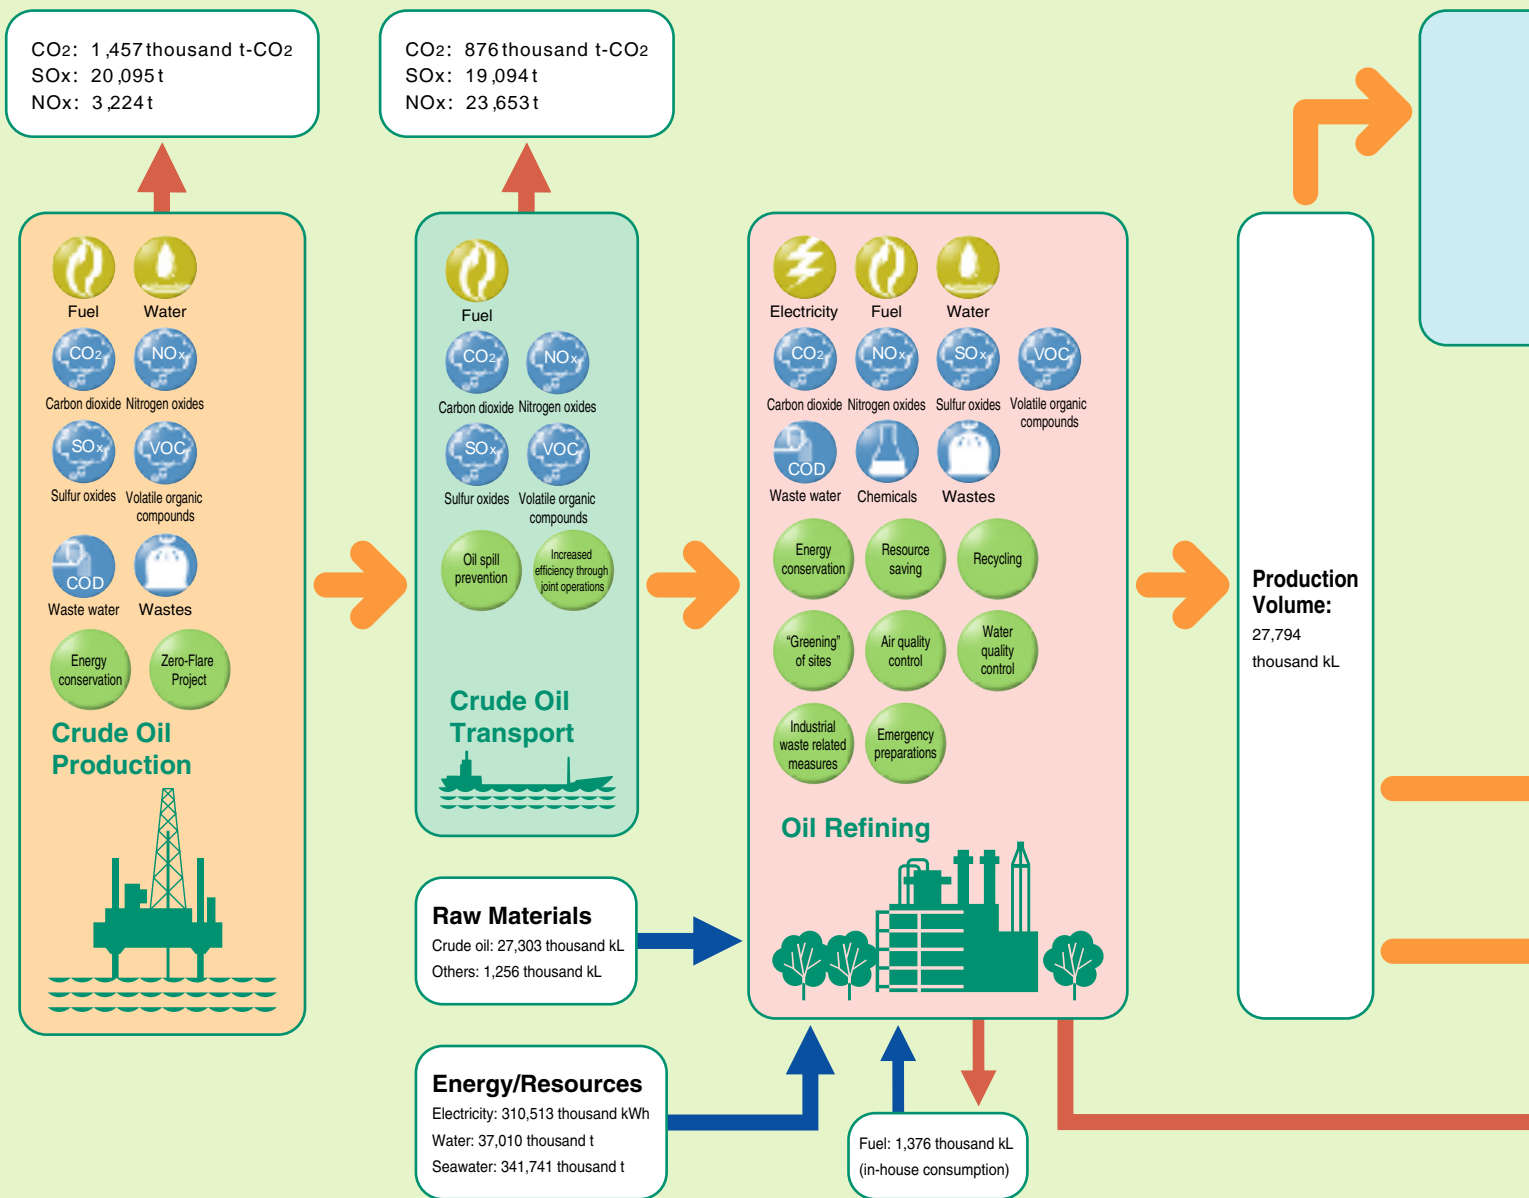 CO2: 1,457 thousand t-CO2
SOx: 20,095 t
NOx: 3,224 t
CO2: 876 thousand t-CO2
SOx: 19,094 t
NOx: 23,653 t
Fuel
Water
CO2
NOx
Carbon dioxide
Nitrogen oxides
SOx
VOC
Sulfur oxides
Volatile organic
compounds
COD
Waste water
Wastes
Energy
conservation
Zero-Flare
Project
Crude Oil
Production
Fuel
CO2
NOx
Carbon dioxide
Nitrogen oxides
SOx
VOC
Sulfur oxides
Volatile organic
compounds
Oil spill
prevention
Increased
efficiency through
joint operations
Crude Oil
Transport
Electricity
Fuel
Water
CO2
NOx
SOx
VOC
Carbon dioxide
Nitrogen oxides
Sulfur oxides
Volatile organic
compounds
COD
Waste water
Chemicals
Wastes
Energy
conservation
Resource
saving
Recycling
"Greening"
of sites
Air quality
control
Water
quality
control
Industrial
waste related
measures
Emergency
preparations
Oil Refining
Raw Materials
Crude oil: 27,303 thousand kL
Others: 1,256 thousand kL
Energy/Resources
Electricity: 310,513 thousand kWh
Water: 37,010 thousand t
Seawater: 341,741 thousand t
Fuel: 1,376 thousand kL
(in-house consumption)
Production
Volume:
27,794
thousand kL